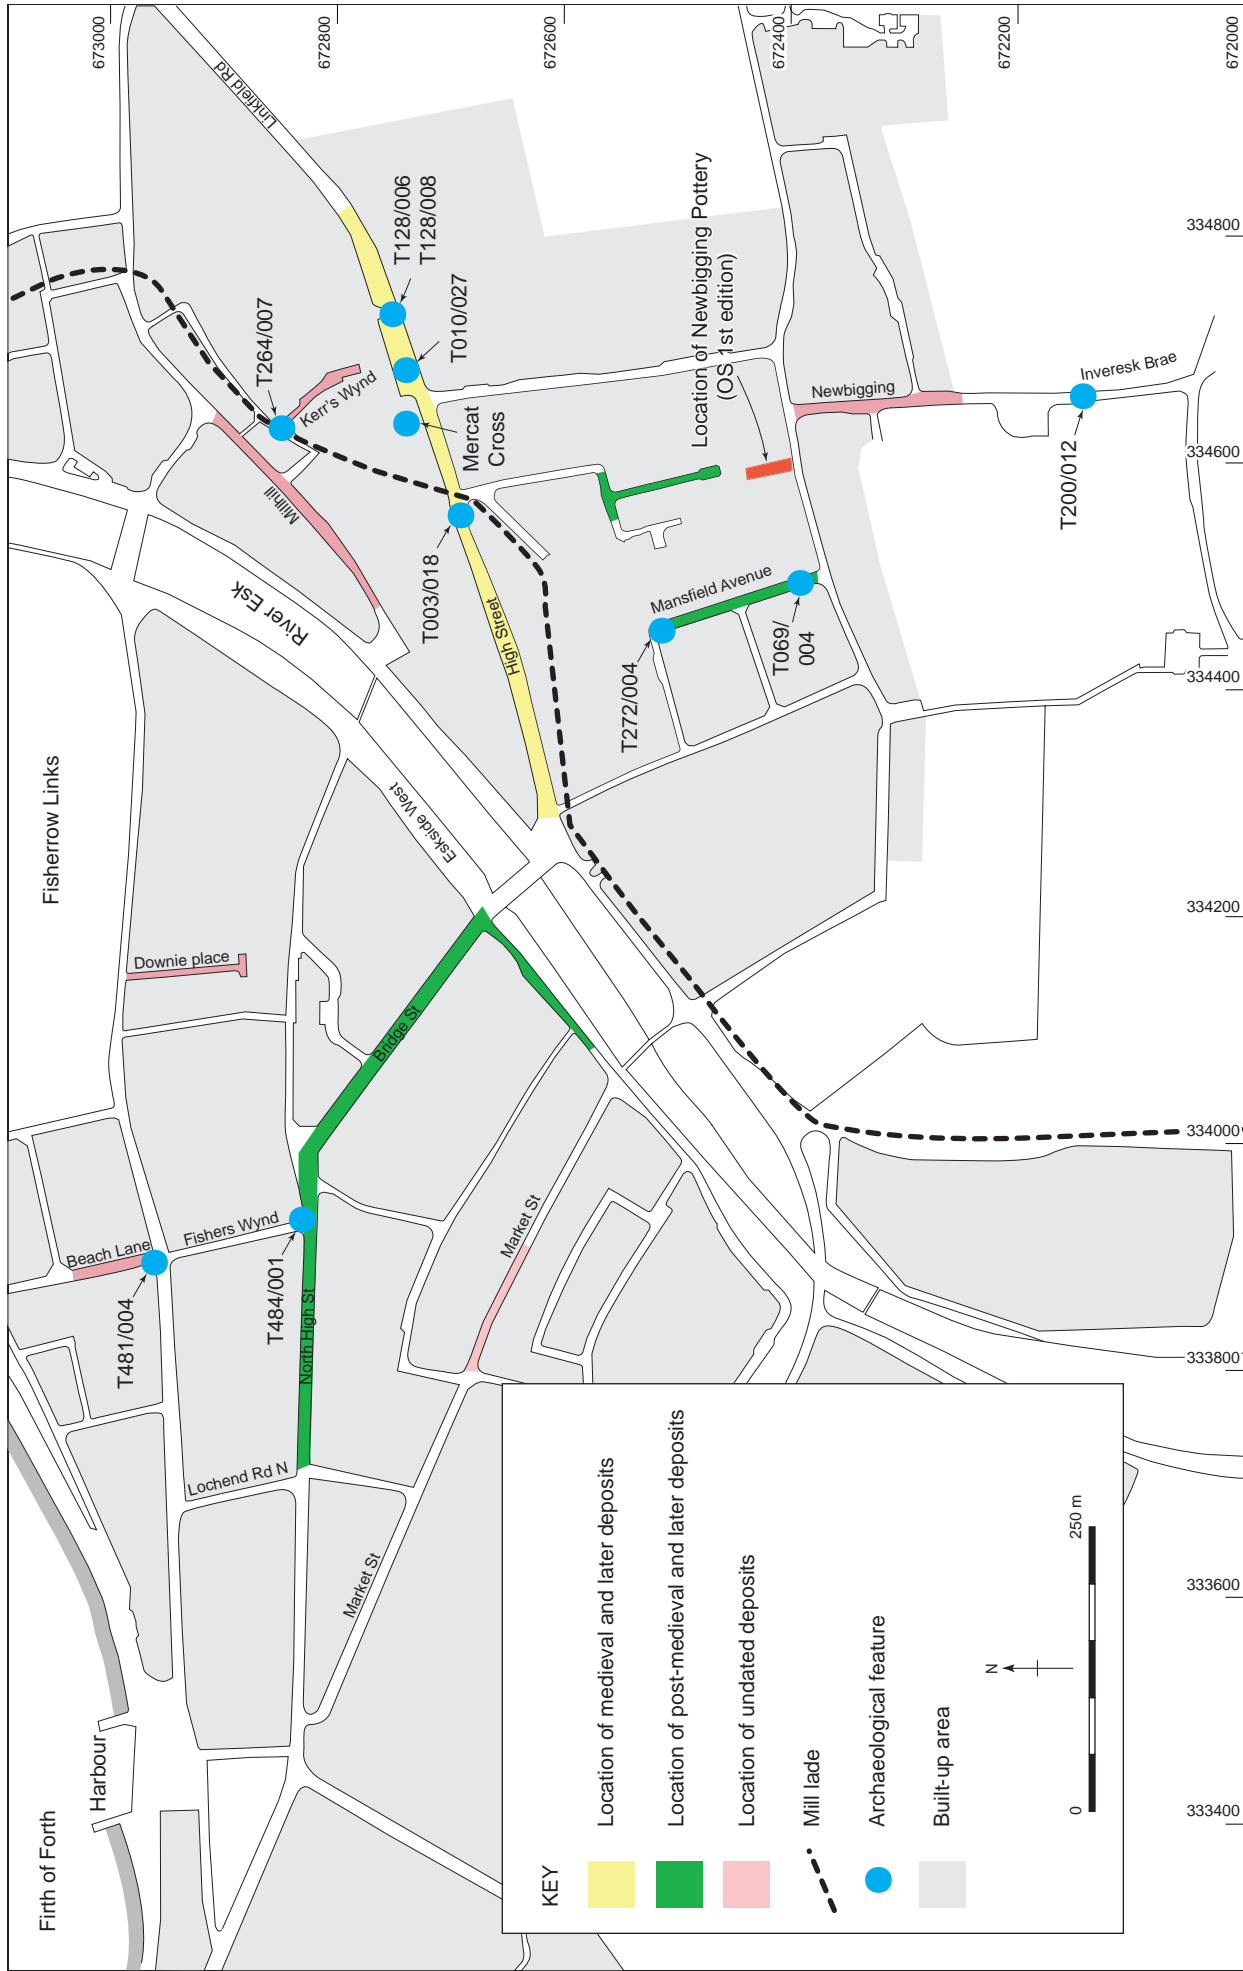 Firth of Forth
Harbour
Fisherrow Links
673000
672800
672600
672400
672200
672000
334800
334600
334400
334200
334000
333800
333600
333400
Linkfield Rd
T264/007
Kerr's Wynd
Millhill
River Esk
T128/006
T128/008
T010/027
Mercat
Cross
T003/018
High Street
Eskside West
Location of Newbigging Pottery
(OS 1st edition)
Newbigging
Inveresk Brae
T200/012
Mansfield Avenue
T272/004
T069/
004
Downie place
Bridge St
Beach Lane
Fishers Wynd
T481/004
T484/001
North High St
Lochend Rd N
Market St
Market St
KEY
Location of medieval and later deposits
Location of post-medieval and later deposits
Location of undated deposits
Mill lade
Archaeological feature
Built-up area
N
0
250 m